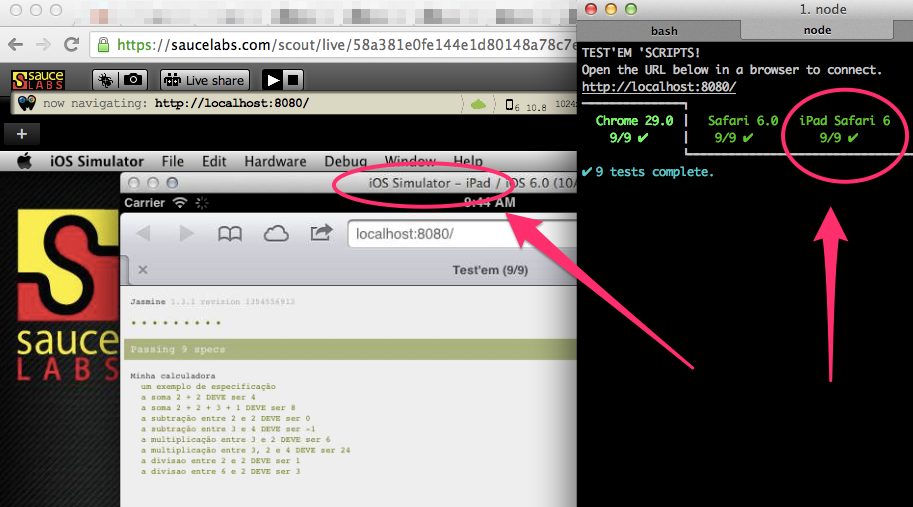 https://saucelabs.com/scout/live/58a381e0fe144e1d80148a78c7e
SAUCE
LABS
Live share
now navigating: http://localhost:8080/
6 10.8 1024x
+
iOS Simulator File Edit Hardware Debug Window Help
iOS Simulator – iPad / iOS 6.0 (10A
Carrier
9:44 AM
localhost:8080/
Test'em (9/9)
Jasmine 1.3.1 revision 1354556913
Passing 9 specs
Minha calculadora
um exemplo de especificação
a soma 2 + 2 DEVE ser 4
a soma 2 + 2 + 3 + 1 DEVE ser 8
a subtração entre 2 e 2 DEVE ser 0
a subtração entre 3 e 4 DEVE ser -1
a multiplicação entre 3 e 2 DEVE ser 6
a multiplicação entre 3, 2 e 4 DEVE ser 24
a divisao entre 2 e 2 DEVE ser 1
a divisao entre 6 e 2 DEVE ser 3
sauce
LABS
1. node
bash
node
TEST'EM 'SCRIPTS!
Open the URL below in a browser to connect.
http://localhost:8080/
Chrome 29.0 Safari 6.0 iPad Safari 6
9/9 ✔ 9/9 ✔ 9/9 ✔
✔ 9 tests complete.